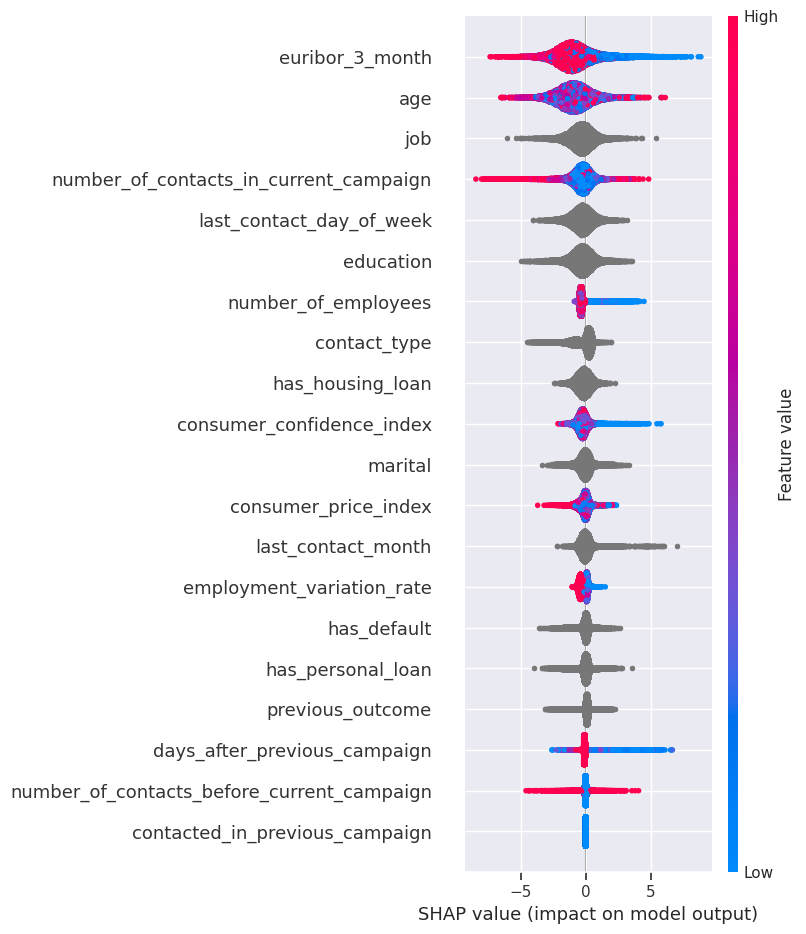 High
euribor_3_month
age
job
number_of_contacts_in_current_campaign
last_contact_day_of_week
education
number_of_employees
contact_type
has_housing_loan
consumer_confidence_index
marital
consumer_price_index
last_contact_month
employment_variation_rate
has_default
has_personal_loan
previous_outcome
days_after_previous_campaign
number_of_contacts_before_current_campaign
contacted_in_previous_campaign
Feature value
Low
−5 0 5
SHAP value (impact on model output)